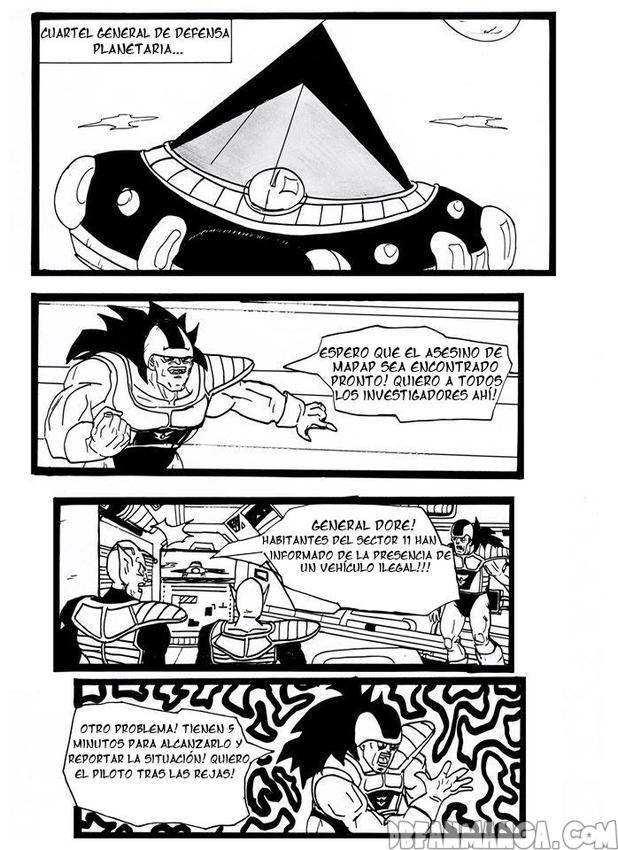 CUARTEL GENERAL DE DEFENSA
PLANETARIA...
ESPERO QUE EL ASESINO DE
MAPAP SEA ENCONTRADO
PRONTO! QUIERO A TODOS
LOS INVESTIGADORES AHÍ!
GENERAL DORE!
HABITANTES DEL SECTOR 11 HAN
INFORMADO DE LA PRESENCIA DE
UN VEHÍCULO ILEGAL!!!
OTRO PROBLEMA! TIENEN 5
MINUTOS PARA ALCANZARLO Y
REPORTAR LA SITUACIÓN! QUIERO
EL PILOTO TRAS LAS REJAS!
DBFANMANGA.COM